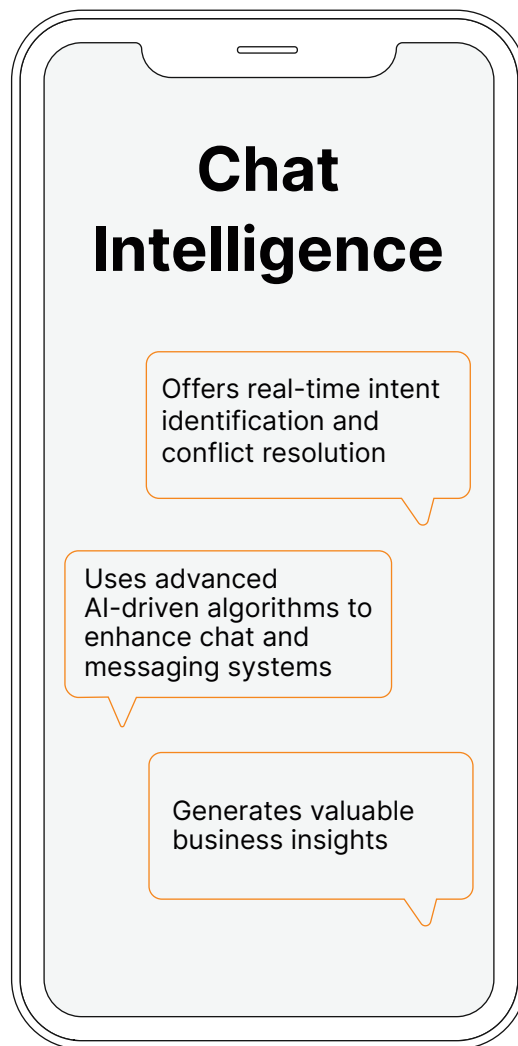 Chat
Intelligence
Offers real-time intent
identification and
conflict resolution
Uses advanced
AI-driven algorithms to
enhance chat and
messaging systems
Generates valuable
business insights